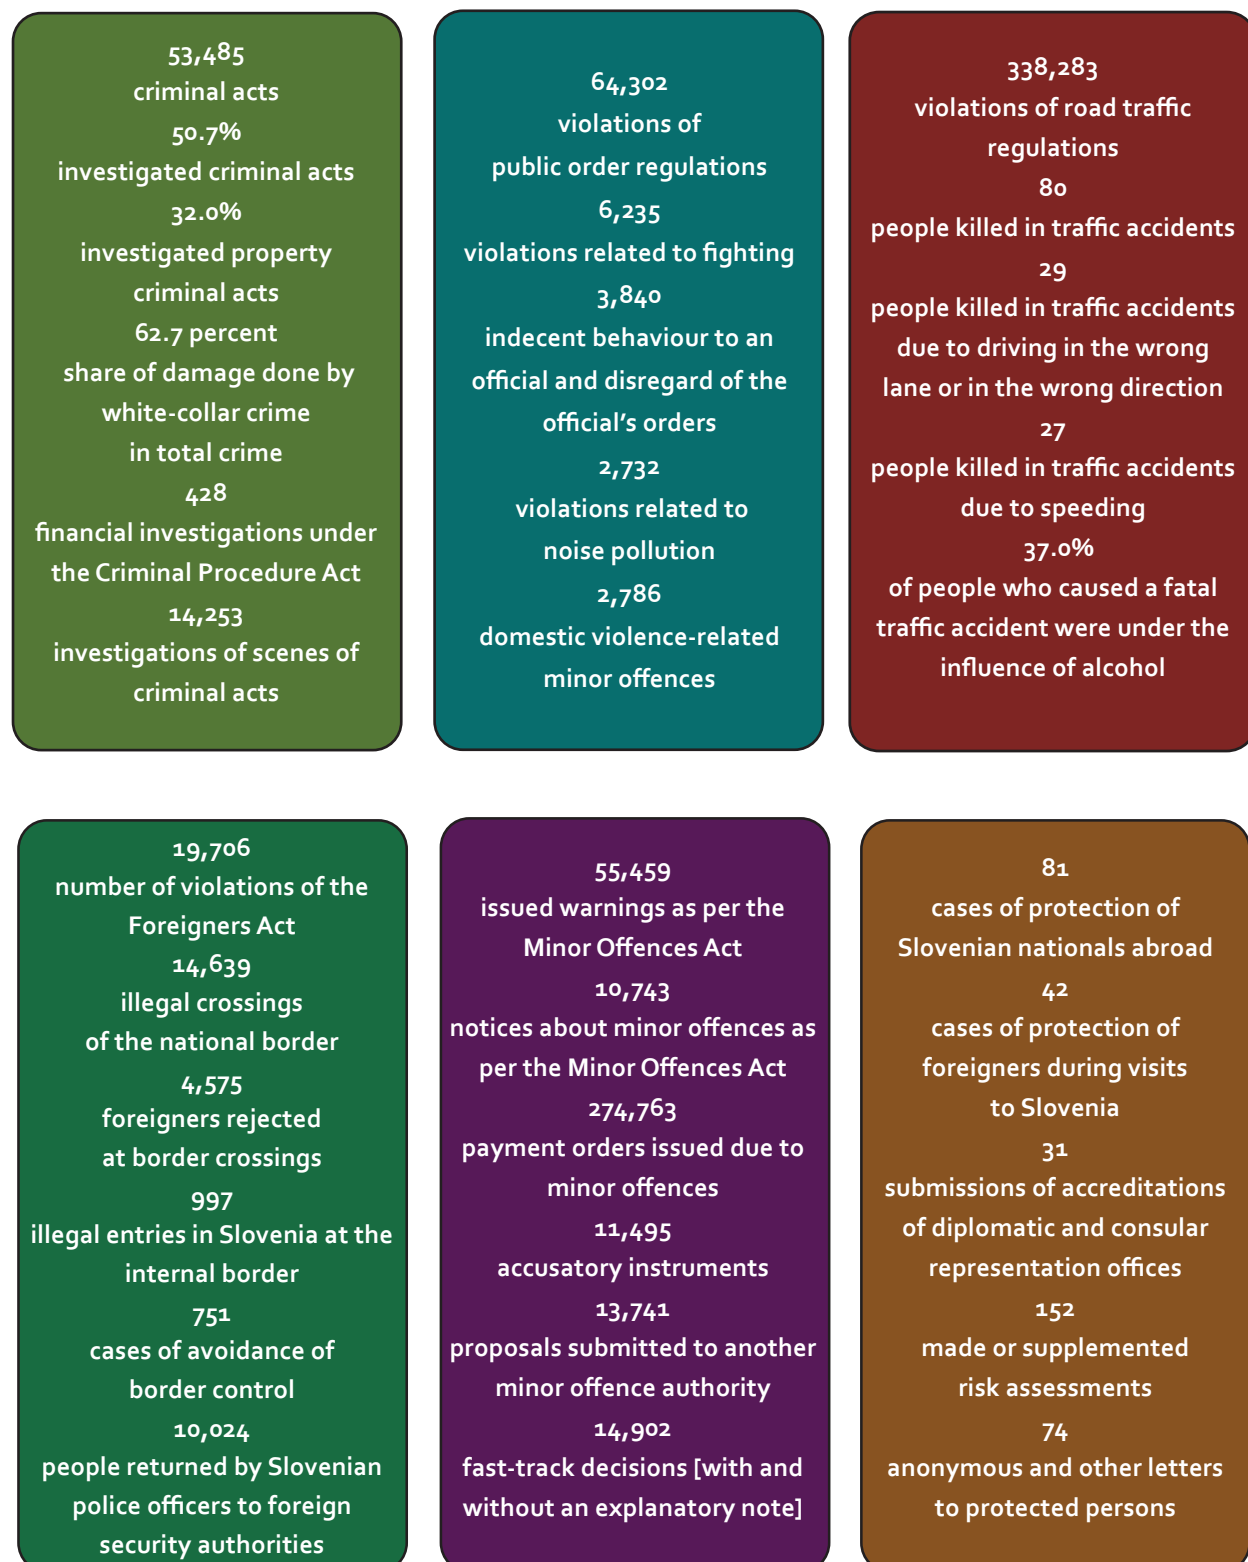 53,485
criminal acts
50.7%
investigated criminal acts
32.0%
investigated property
criminal acts
62.7 percent
share of damage done by
white-collar crime
in total crime
428
financial investigations under
the Criminal Procedure Act
14,253
investigations of scenes of
criminal acts
64,302
violations of
public order regulations
6,235
violations related to fighting
3,840
indecent behaviour to an
official and disregard of the
official's orders
2,732
violations related to
noise pollution
2,786
domestic violence-related
minor offences
338,283
violations of road traffic
regulations
80
people killed in traffic accidents
29
people killed in traffic accidents
due to driving in the wrong
lane or in the wrong direction
27
people killed in traffic accidents
due to speeding
37.0%
of people who caused a fatal
traffic accident were under the
influence of alcohol
19,706
number of violations of the
Foreigners Act
14,639
illegal crossings
of the national border
4,575
foreigners rejected
at border crossings
997
illegal entries in Slovenia at the
internal border
751
cases of avoidance of
border control
10,024
people returned by Slovenian
police officers to foreign
security authorities
55,459
issued warnings as per the
Minor Offences Act
10,743
notices about minor offences as
per the Minor Offences Act
274,763
payment orders issued due to
minor offences
11,495
accusatory instruments
13,741
proposals submitted to another
minor offence authority
14,902
fast-track decisions [with and
without an explanatory note]
81
cases of protection of
Slovenian nationals abroad
42
cases of protection of
foreigners during visits
to Slovenia
31
submissions of accreditations
of diplomatic and consular
representation offices
152
made or supplemented
risk assessments
74
anonymous and other letters
to protected persons